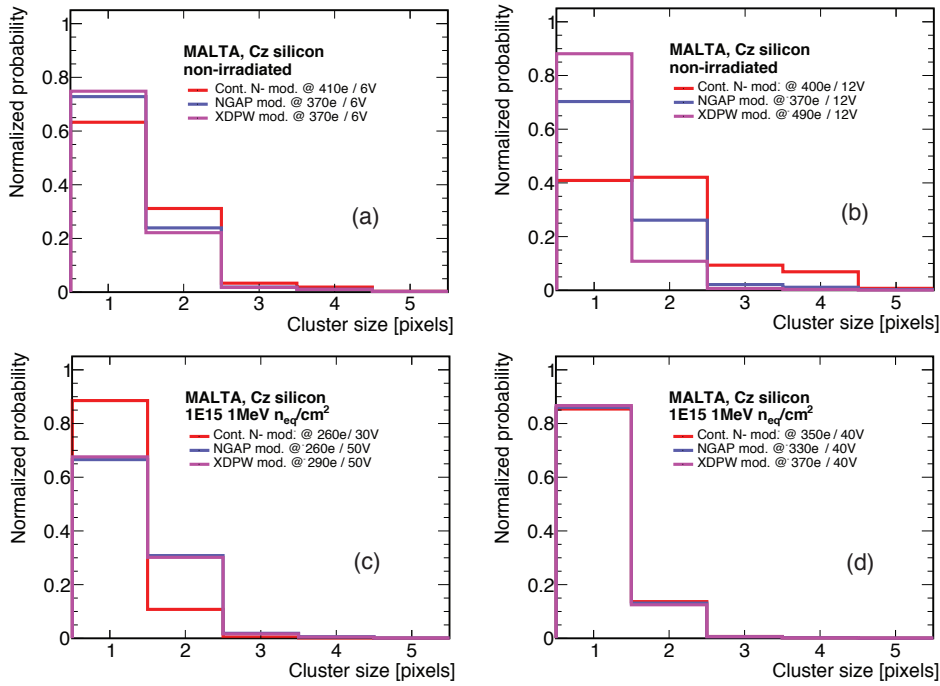 1
0.8
0.6
0.4
0.2
0
Normalized probability
MALTA, Cz silicon
non-irradiated
Cont. N- mod. @ 410e / 6V
NGAP mod. @ 370e / 6V
XDPW mod. @ 370e / 6V
(a)
1 2 3 4 5
Cluster size [pixels]
1
0.8
0.6
0.4
0.2
0
Normalized probability
MALTA, Cz silicon
non-irradiated
Cont. N- mod. @ 400e / 12V
NGAP mod. @ 370e / 12V
XDPW mod. @ 490e / 12V
(b)
1 2 3 4 5
Cluster size [pixels]
1
0.8
0.6
0.4
0.2
0
Normalized probability
MALTA, Cz silicon
1E15 1MeV n_eq/cm²
Cont. N- mod. @ 260e / 30V
NGAP mod. @ 260e / 50V
XDPW mod. @ 290e / 50V
(c)
1 2 3 4 5
Cluster size [pixels]
1
0.8
0.6
0.4
0.2
0
Normalized probability
MALTA, Cz silicon
1E15 1MeV n_eq/cm²
Cont. N- mod. @ 350e / 40V
NGAP mod. @ 330e / 40V
XDPW mod. @ 370e / 40V
(d)
1 2 3 4 5
Cluster size [pixels]